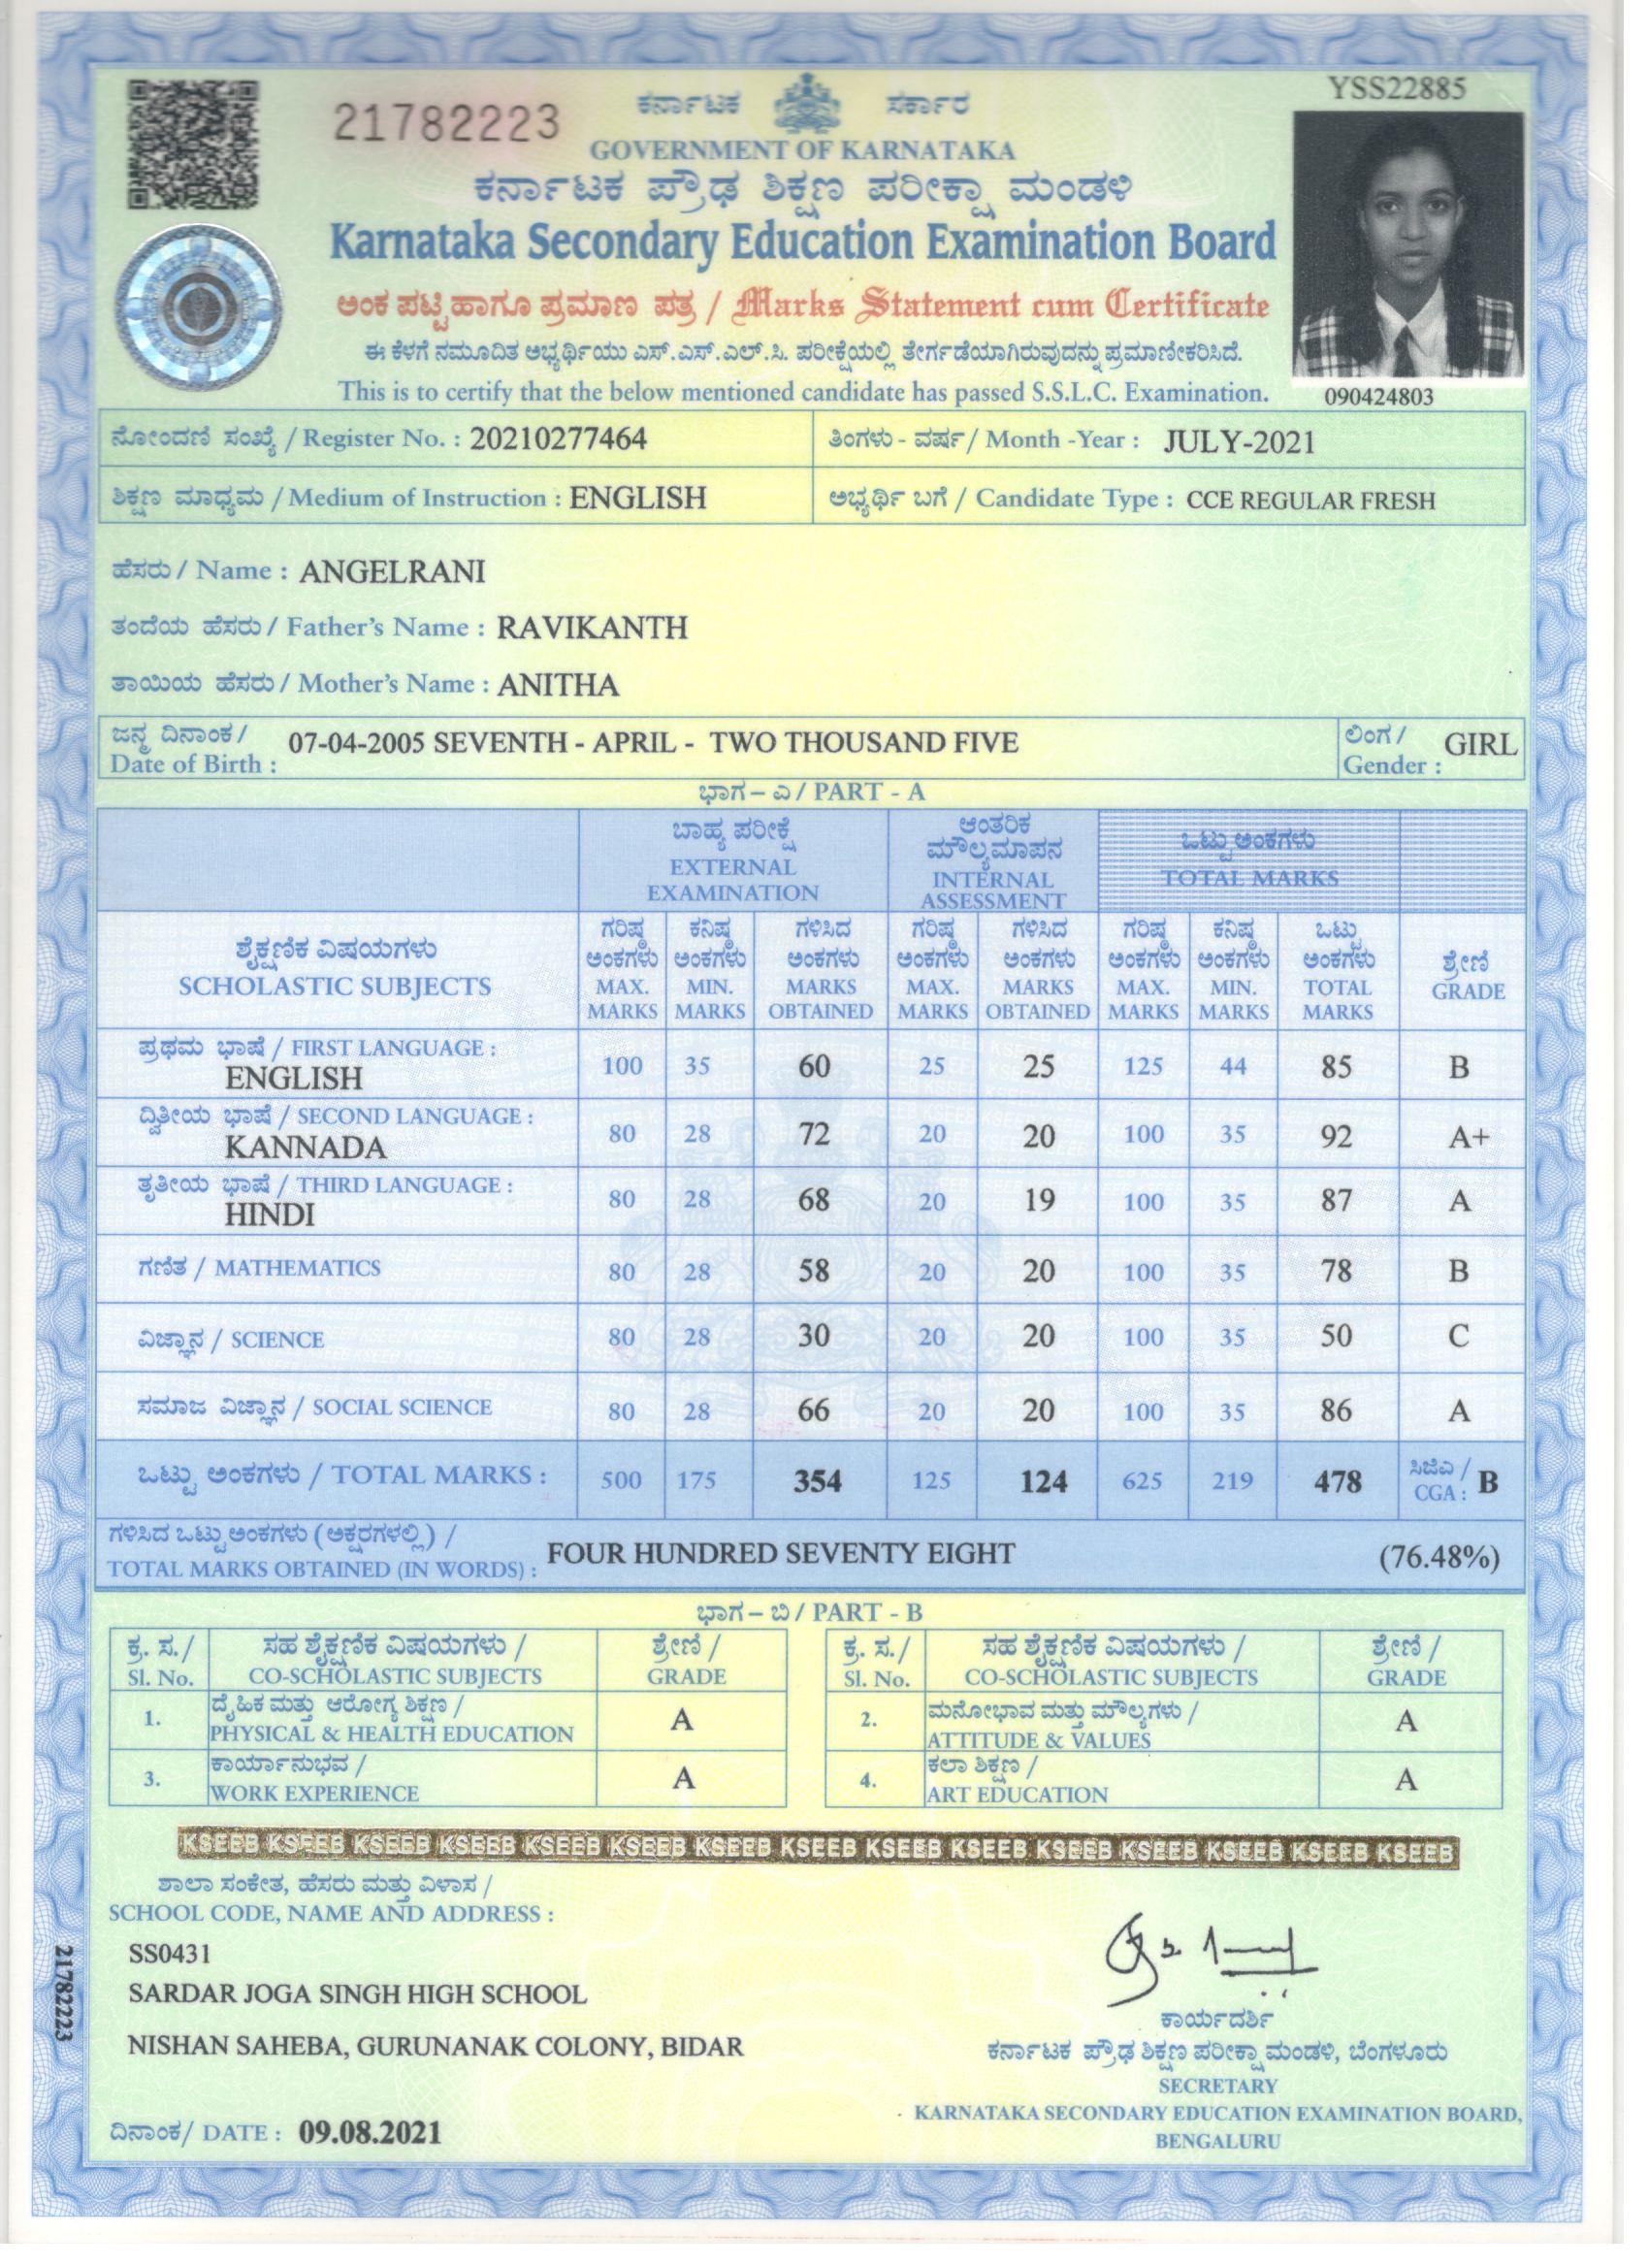 YSS22885
21782223
ಕರ್ನಾಟಕ ಸರ್ಕಾರ
GOVERNMENT OF KARNATAKA
ಕರ್ನಾಟಕ ಪ್ರೌಢ ಶಿಕ್ಷಣ ಪರೀಕ್ಷಾ ಮಂಡಳಿ
Karnataka Secondary Education Examination Board
ಅಂಕ ಪಟ್ಟಿ ಹಾಗೂ ಪ್ರಮಾಣ ಪತ್ರ / Marks Statement cum Certificate
ಈ ಕೆಳಗೆ ನಮೂದಿತ ಅಭ್ಯರ್ಥಿಯು ಎಸ್.ಎಸ್.ಎಲ್.ಸಿ. ಪರೀಕ್ಷೆಯಲ್ಲಿ ತೇರ್ಗಡೆಯಾಗಿರುವುದನ್ನು ಪ್ರಮಾಣೀಕರಿಸಿದೆ.
This is to certify that the below mentioned candidate has passed S.S.L.C. Examination.
090424803
ನೋಂದಣಿ ಸಂಖ್ಯೆ / Register No. : 20210277464
ತಿಂಗಳು - ವರ್ಷ / Month -Year : JULY-2021
ಶಿಕ್ಷಣ ಮಾಧ್ಯಮ / Medium of Instruction : ENGLISH
ಅಭ್ಯರ್ಥಿ ಬಗೆ / Candidate Type : CCE REGULAR FRESH
ಹೆಸರು / Name : ANGELRANI
ತಂದೆಯ ಹೆಸರು / Father's Name : RAVIKANTH
ತಾಯಿಯ ಹೆಸರು / Mother's Name : ANITHA
ಜನ್ಮ ದಿನಾಂಕ /
Date of Birth : 07-04-2005 SEVENTH - APRIL - TWO THOUSAND FIVE
ಲಿಂಗ /
Gender : GIRL
ಭಾಗ – ಎ / PART - A
ಬಾಹ್ಯ ಪರೀಕ್ಷೆ
EXTERNAL
EXAMINATION
ಆಂತರಿಕ
ಮೌಲ್ಯಮಾಪನ
INTERNAL
ASSESSMENT
ಒಟ್ಟು ಅಂಕಗಳು
TOTAL MARKS
ಶೈಕ್ಷಣಿಕ ವಿಷಯಗಳು
SCHOLASTIC SUBJECTS
ಗರಿಷ್ಠ ಕನಿಷ್ಠ ಗಳಿಸಿದ ಗರಿಷ್ಠ ಗಳಿಸಿದ ಗರಿಷ್ಠ ಕನಿಷ್ಠ ಒಟ್ಟು
ಅಂಕಗಳು ಅಂಕಗಳು ಅಂಕಗಳು ಅಂಕಗಳು ಅಂಕಗಳು ಅಂಕಗಳು ಅಂಕಗಳು ಅಂಕಗಳು ಶ್ರೇಣಿ
MAX. MIN. MARKS MAX. MARKS MAX. MIN. TOTAL GRADE
MARKS MARKS OBTAINED MARKS OBTAINED MARKS MARKS MARKS
ಪ್ರಥಮ ಭಾಷೆ / FIRST LANGUAGE :
ENGLISH 100 35 60 25 25 125 44 85 B
ದ್ವಿತೀಯ ಭಾಷೆ / SECOND LANGUAGE :
KANNADA 80 28 72 20 20 100 35 92 A+
ತೃತೀಯ ಭಾಷೆ / THIRD LANGUAGE :
HINDI 80 28 68 20 19 100 35 87 A
ಗಣಿತ / MATHEMATICS 80 28 58 20 20 100 35 78 B
ವಿಜ್ಞಾನ / SCIENCE 80 28 30 20 20 100 35 50 C
ಸಮಾಜ ವಿಜ್ಞಾನ / SOCIAL SCIENCE 80 28 66 20 20 100 35 86 A
ಒಟ್ಟು ಅಂಕಗಳು / TOTAL MARKS : 500 175 354 125 124 625 219 478 ಸಿಜಿಎ / CGA : B
ಗಳಿಸಿದ ಒಟ್ಟು ಅಂಕಗಳು (ಅಕ್ಷರಗಳಲ್ಲಿ) /
TOTAL MARKS OBTAINED (IN WORDS) : FOUR HUNDRED SEVENTY EIGHT (76.48%)
ಭಾಗ – ಬಿ / PART - B
ಕ್ರ. ಸ. / ಸಹ ಶೈಕ್ಷಣಿಕ ವಿಷಯಗಳು / ಶ್ರೇಣಿ / ಕ್ರ. ಸ. / ಸಹ ಶೈಕ್ಷಣಿಕ ವಿಷಯಗಳು / ಶ್ರೇಣಿ /
Sl. No. CO-SCHOLASTIC SUBJECTS GRADE Sl. No. CO-SCHOLASTIC SUBJECTS GRADE
1. ದೈಹಿಕ ಮತ್ತು ಆರೋಗ್ಯ ಶಿಕ್ಷಣ /
PHYSICAL & HEALTH EDUCATION A
2. ಮನೋಭಾವ ಮತ್ತು ಮೌಲ್ಯಗಳು /
ATTITUDE & VALUES A
3. ಕಾರ್ಯಾನುಭವ /
WORK EXPERIENCE A
4. ಕಲಾ ಶಿಕ್ಷಣ /
ART EDUCATION A
KSEEB KSEEB KSEEB KSEEB KSEEB KSEEB KSEEB KSEEB KSEEB KSEEB KSEEB KSEEB KSEEB KSEEB KSEEB
ಶಾಲಾ ಸಂಕೇತ, ಹೆಸರು ಮತ್ತು ವಿಳಾಸ /
SCHOOL CODE, NAME AND ADDRESS :
SS0431
SARDAR JOGA SINGH HIGH SCHOOL
NISHAN SAHEBA, GURUNANAK COLONY, BIDAR
21782223
ಕಾರ್ಯದರ್ಶಿ
ಕರ್ನಾಟಕ ಪ್ರೌಢ ಶಿಕ್ಷಣ ಪರೀಕ್ಷಾ ಮಂಡಳಿ, ಬೆಂಗಳೂರು
SECRETARY
KARNATAKA SECONDARY EDUCATION EXAMINATION BOARD,
BENGALURU
ದಿನಾಂಕ/ DATE : 09.08.2021